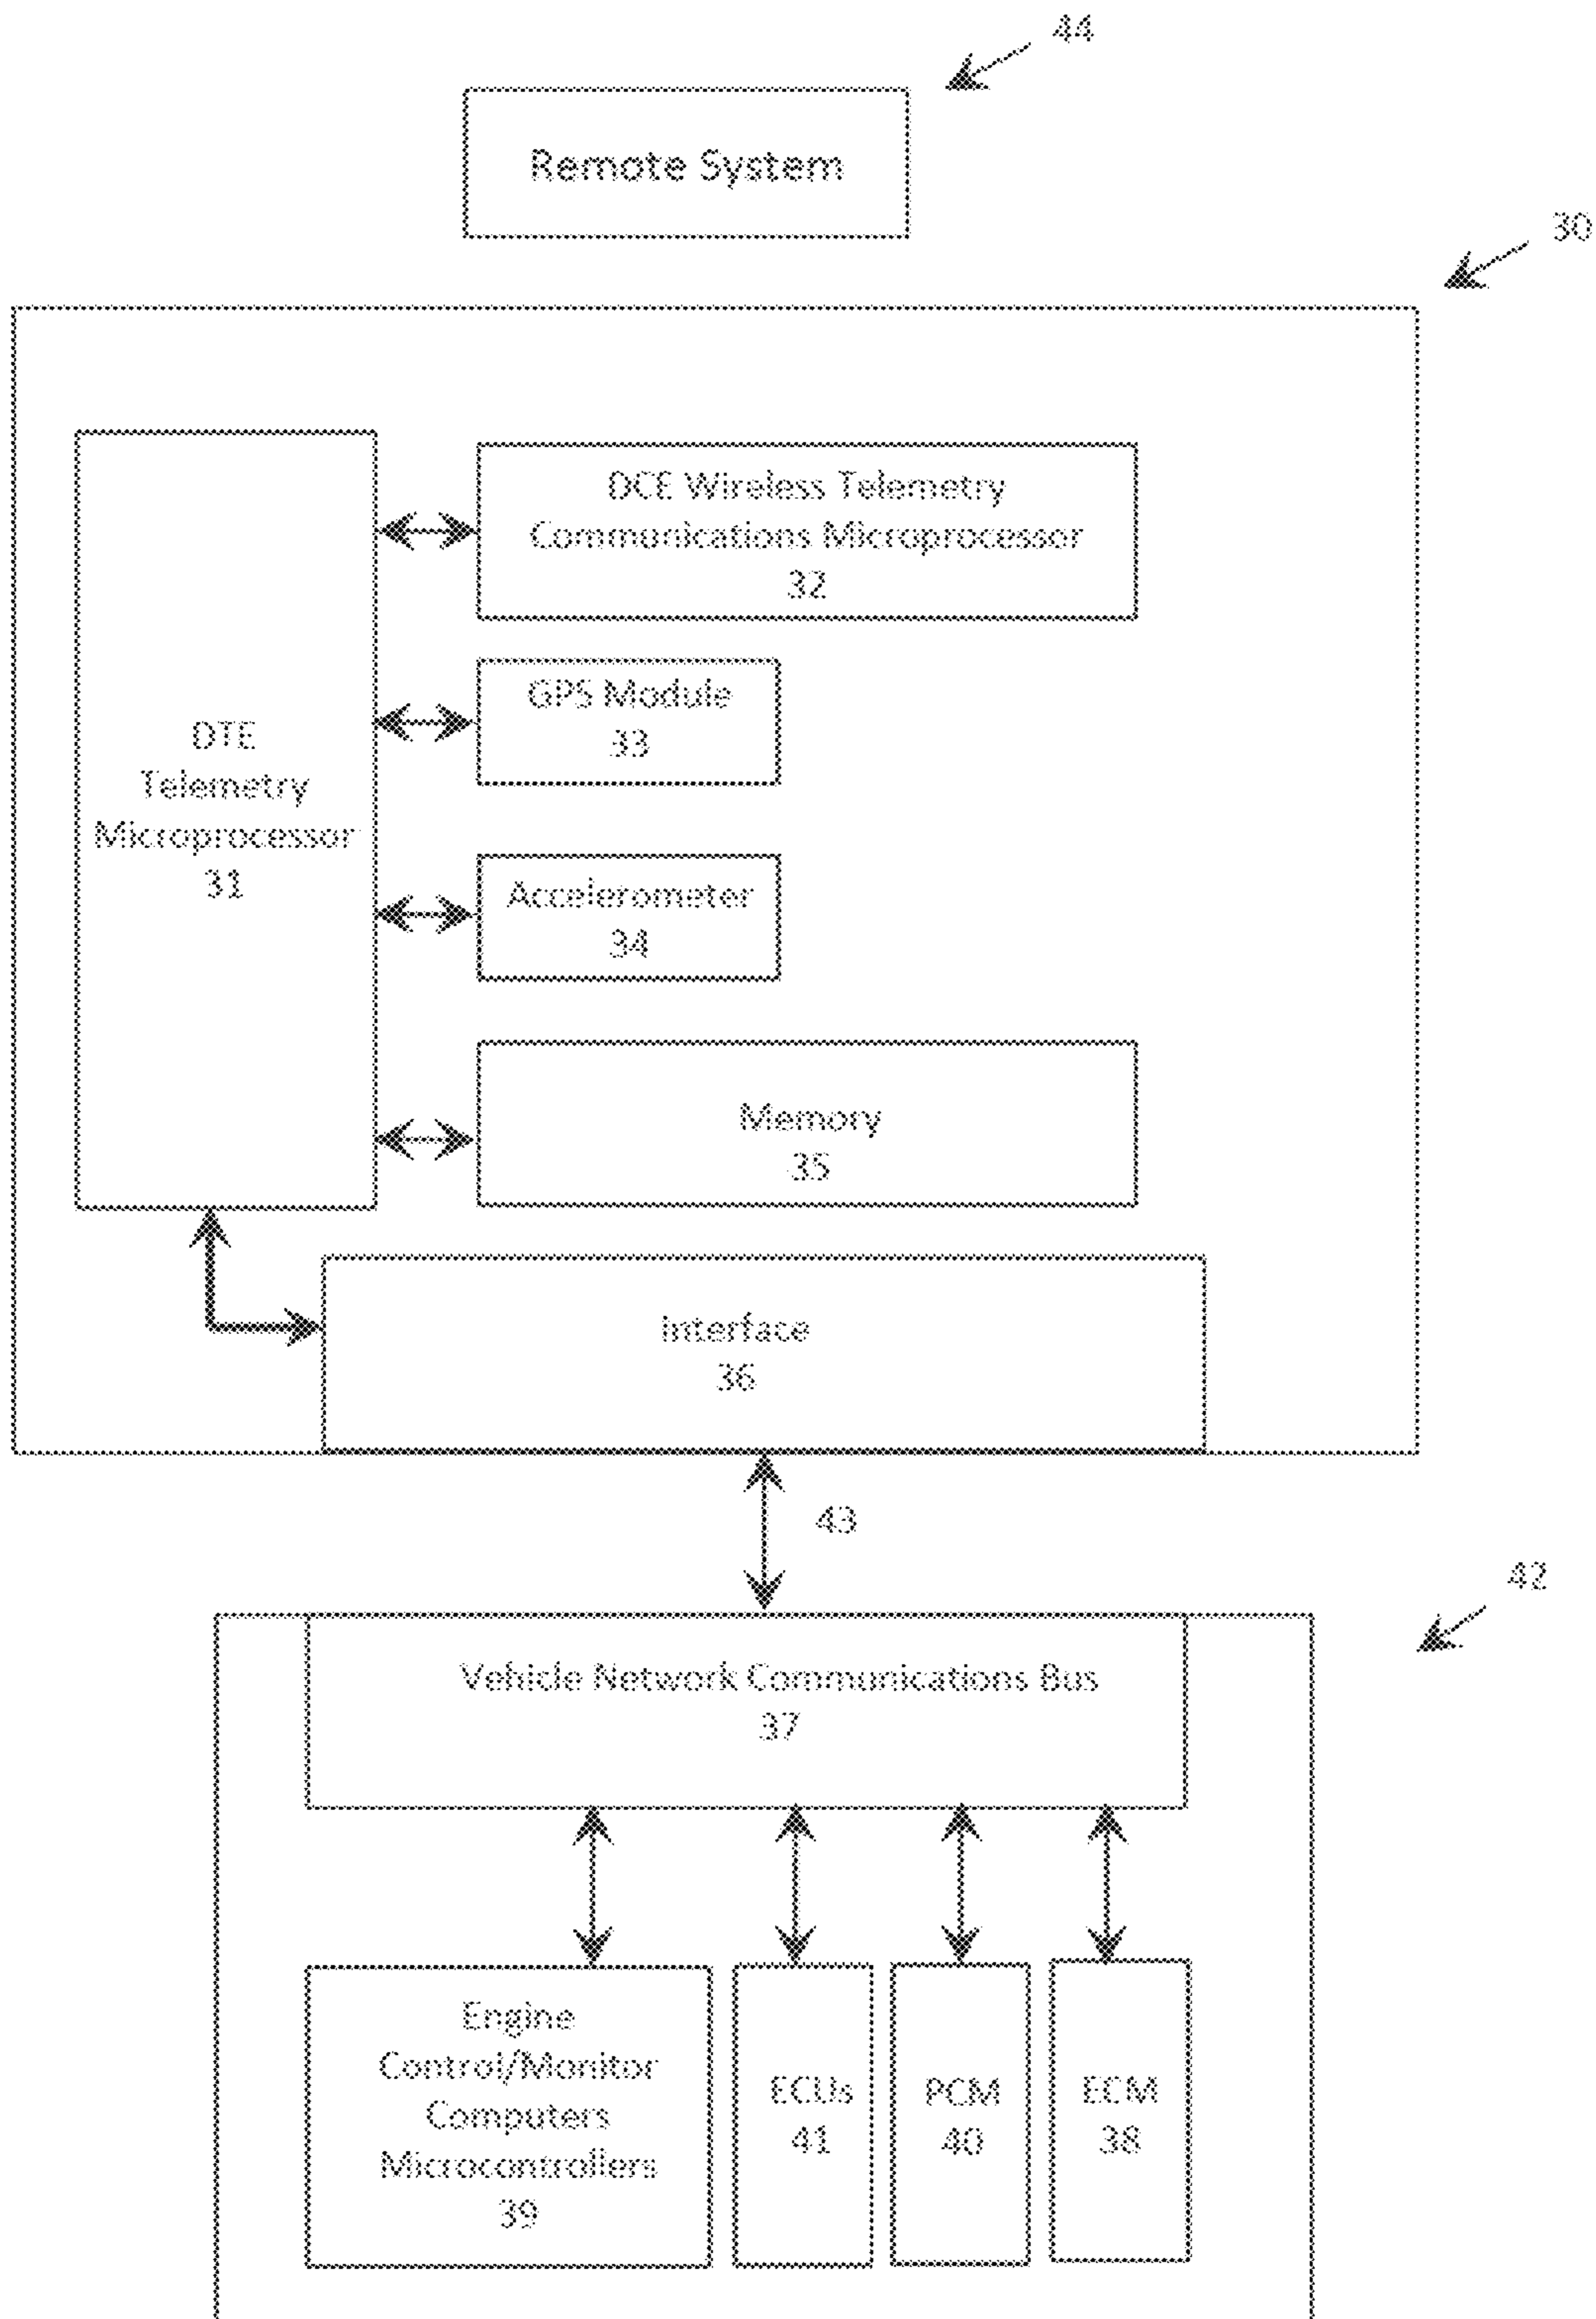 44
Remote System
30
DCE Wireless Telemetry
Communications Microprocessor
32
GPS Module
33
DTE
Telemetry
Microprocessor
31
Accelerometer
34
Memory
35
Interface
36
43
42
Vehicle Network Communications Bus
37
Engine
Control/Monitor
Computers
Microcontrollers
39
ECUs
41
PCM
40
ECM
38